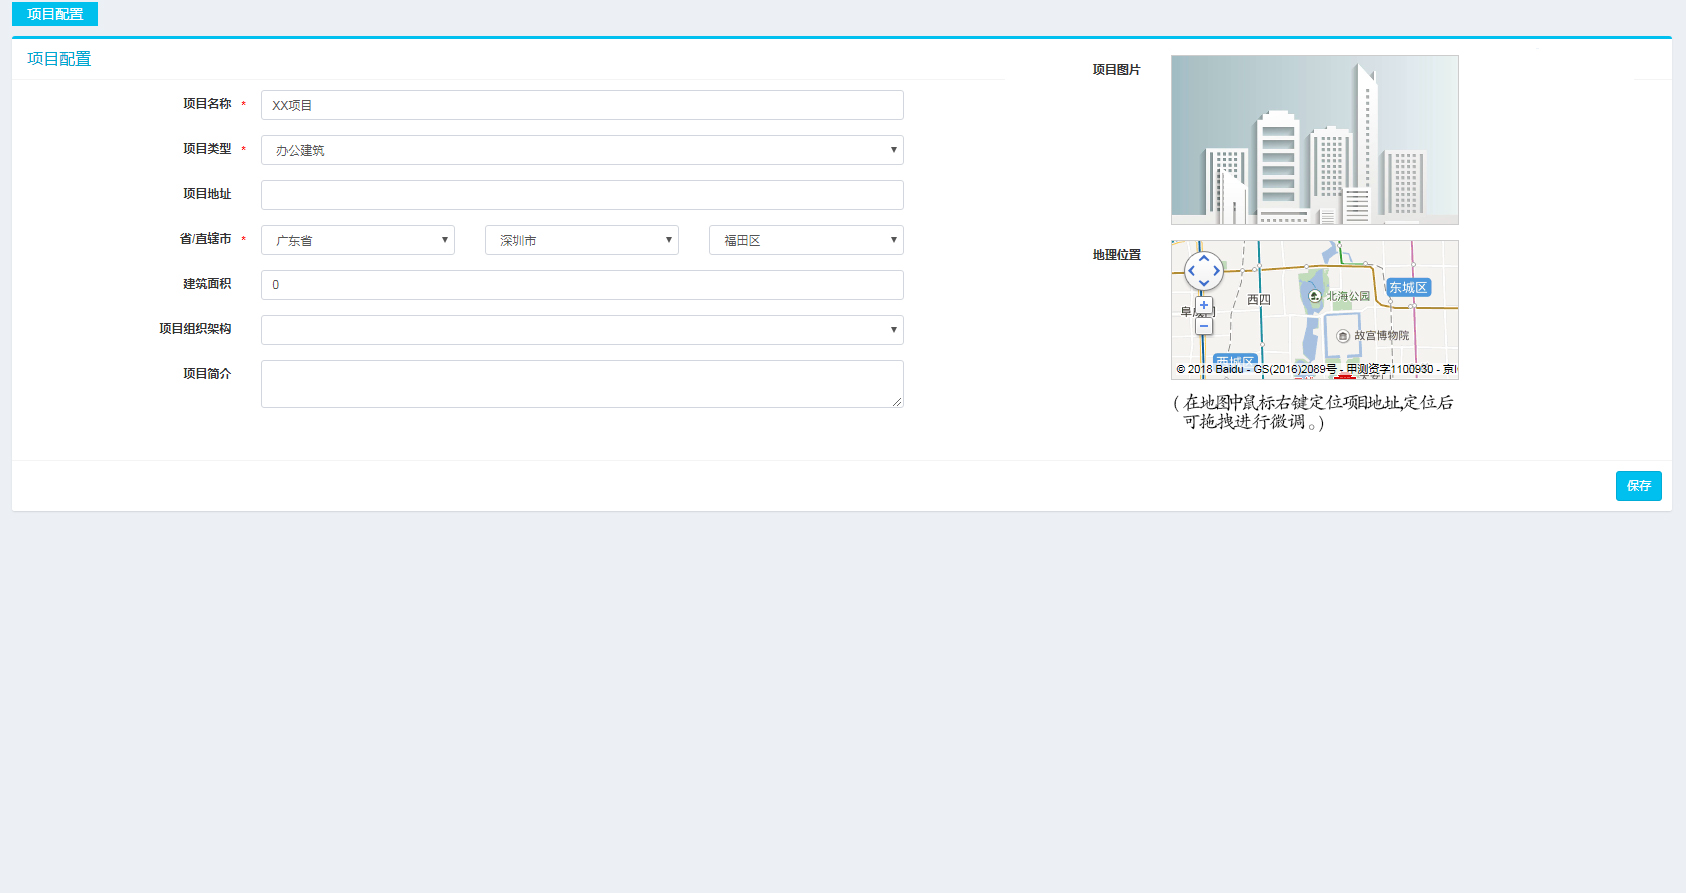 项目配置
项目配置
项目名称 *
XX项目
项目类型 *
办公建筑
项目地址
省/直辖市 *
广东省
深圳市
福田区
建筑面积
0
项目组织架构
项目简介
项目图片
地理位置
东城区
北海公园
西四
故宫博物院
西城区
© 2018 Baidu - GS(2016)2089号 - 甲测资字1100930 - 京
(在地图中鼠标右键定位项目地址,定位后
可拖拽进行微调。)
保存